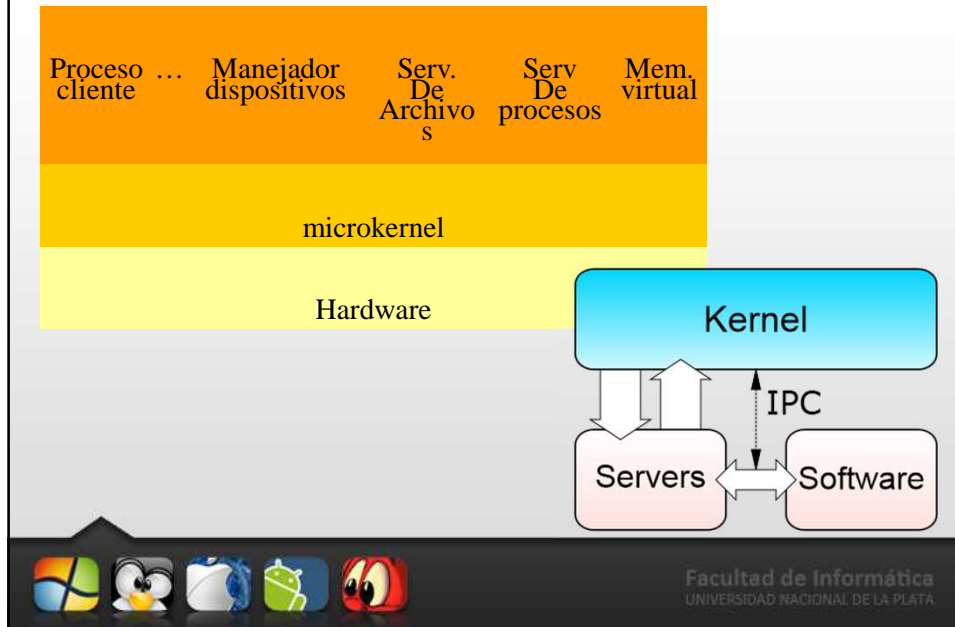 Proceso … Manejador Serv. Serv Mem.
cliente dispositivos De De virtual
Archivo procesos
s
microkernel
Hardware
Kernel
IPC
Servers Software
Facultad de Informática
UNIVERSIDAD NACIONAL DE LA PLATA